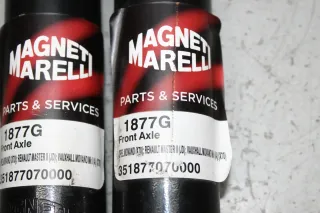 MAGNETI
MARELLI
PARTS & SERVICES
1877G
Front Axle
351877070000
MAGNETI
MARELLI
PARTS & SERVICES
1877G
Front Axle
351877070000